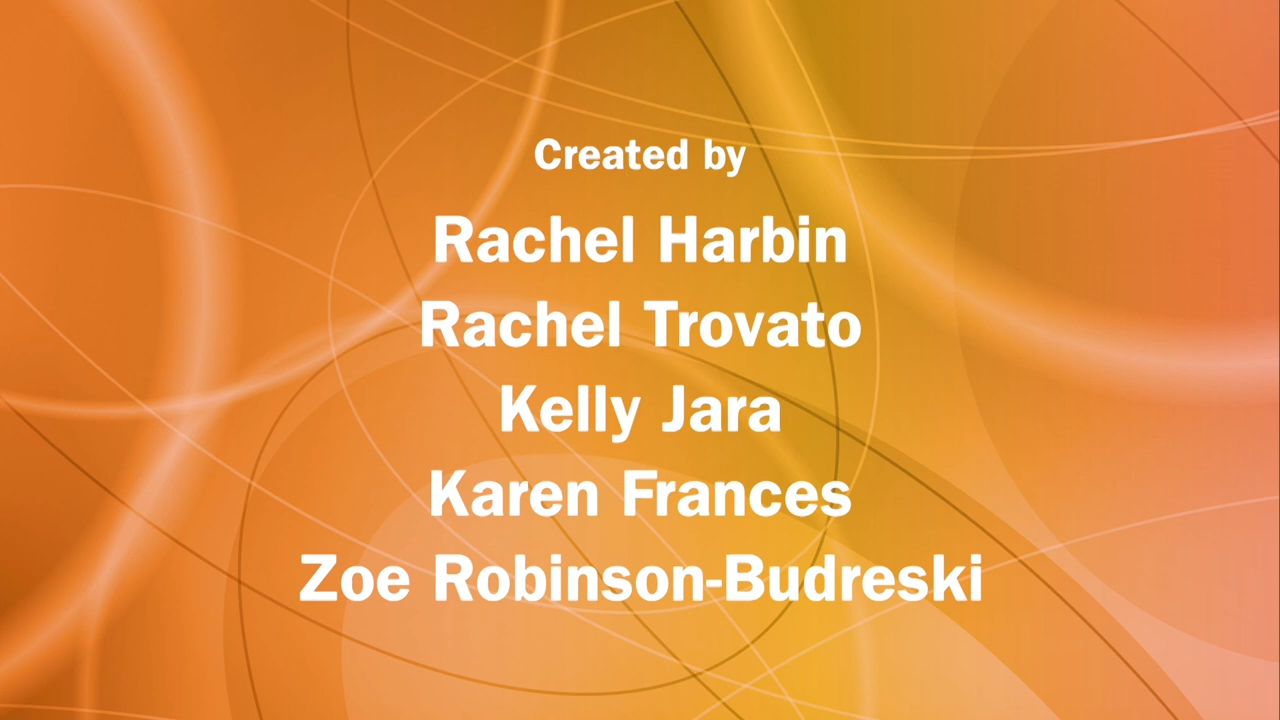 Created by
Rachel Harbin
Rachel Trovato
Kelly Jara
Karen Frances
Zoe Robinson-Budreski